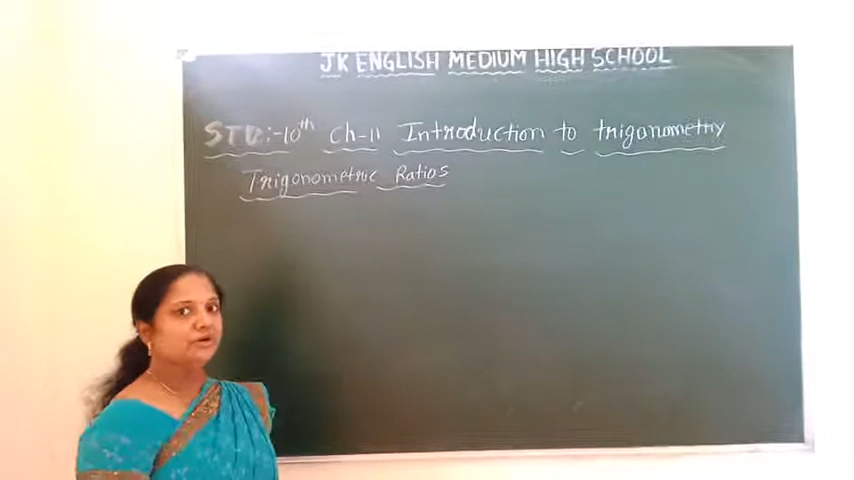 JK ENGLISH MEDIUM HIGH SCHOOL
STD:-10th Ch-11 Introduction to trigonometry
Trigonometric Ratios